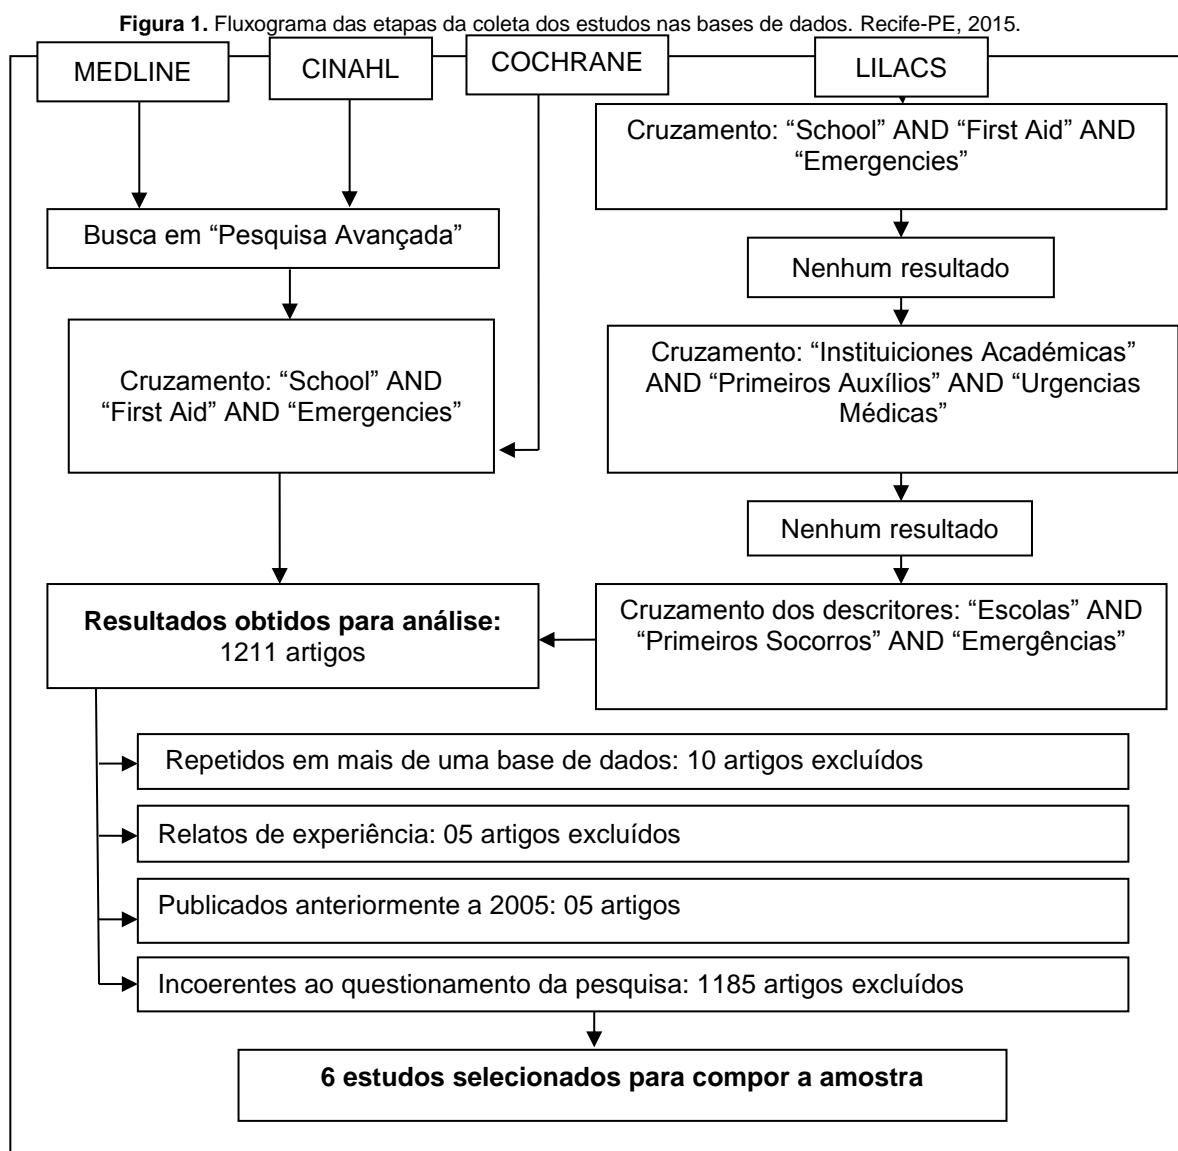 Figura 1. Fluxograma das etapas da coleta dos estudos nas bases de dados. Recife-PE, 2015.
MEDLINE
CINAHL
COCHRANE
LILACS
Cruzamento: “School” AND “First Aid” AND
“Emergencies”
Busca em “Pesquisa Avançada”
Nenhum resultado
Cruzamento: “School” AND
“First Aid” AND “Emergencies”
Cruzamento: “Instituiciones Académicas”
AND “Primeiros Auxílios” AND “Urgencias
Médicas”
Nenhum resultado
Resultados obtidos para análise:
1211 artigos
Cruzamento dos descritores: “Escolas” AND
“Primeiros Socorros” AND “Emergências”
Repetidos em mais de uma base de dados: 10 artigos excluídos
Relatos de experiência: 05 artigos excluídos
Publicados anteriormente a 2005: 05 artigos
Incoerentes ao questionamento da pesquisa: 1185 artigos excluídos
6 estudos selecionados para compor a amostra